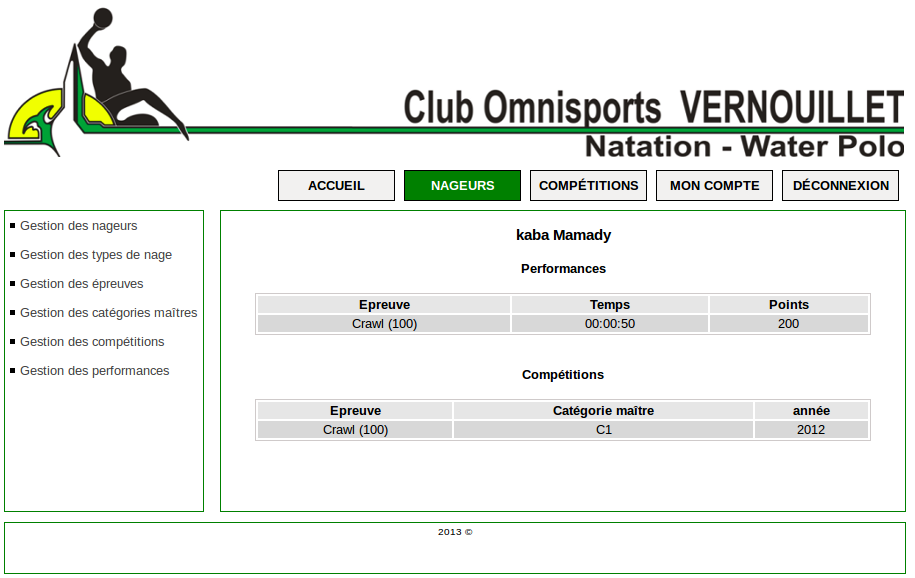 Club Omnisports VERNOUILLET
Natation - Water Polo
ACCUEIL NAGEURS COMPÉTITIONS MON COMPTE DÉCONNEXION
Gestion des nageurs
Gestion des types de nage
Gestion des épreuves
Gestion des catégories maîtres
Gestion des compétitions
Gestion des performances
kaba Mamady
Performances
Epreuve Temps Points
Crawl (100) 00:00:50 200
Compétitions
Epreuve Catégorie maître année
Crawl (100) C1 2012
2013 ©